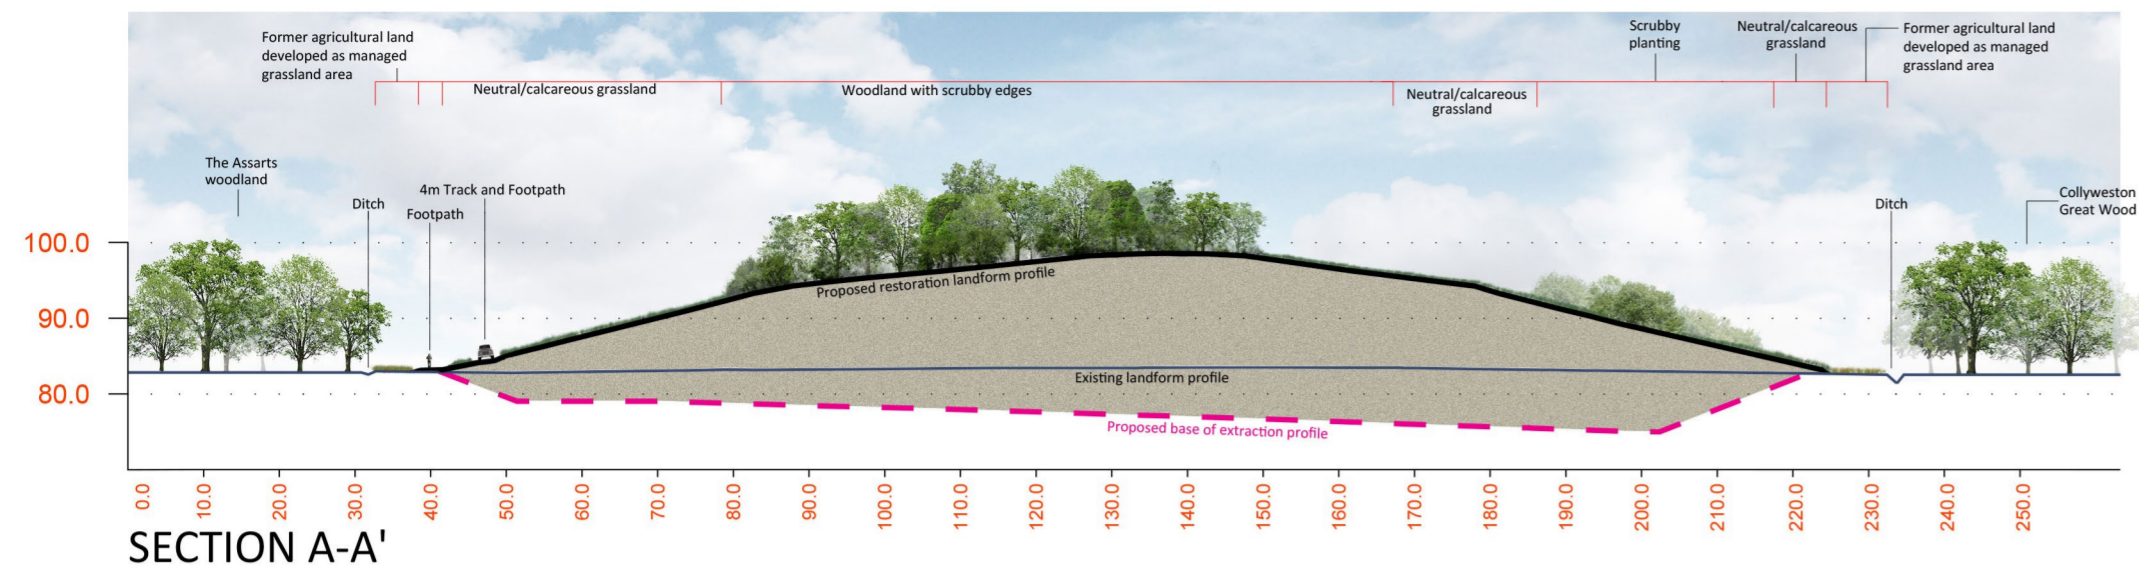 Former agricultural land
developed as managed
grassland area
Neutral/calcareous grassland
Woodland with scrubby edges
Neutral/calcareous
grassland
Scrubby
planting
Neutral/calcareous
grassland
Former agricultural land
developed as managed
grassland area
The Assarts
woodland
Ditch
Footpath
4m Track and Footpath
Ditch
Collyweston
Great Wood
100.0
90.0
80.0
Proposed restoration landform profile
Existing landform profile
Proposed base of extraction profile
0.0 10.0 20.0 30.0 40.0 50.0 60.0 70.0 80.0 90.0 100.0 110.0 120.0 130.0 140.0 150.0 160.0 170.0 180.0 190.0 200.0 210.0 220.0 230.0 240.0 250.0
SECTION A-A'